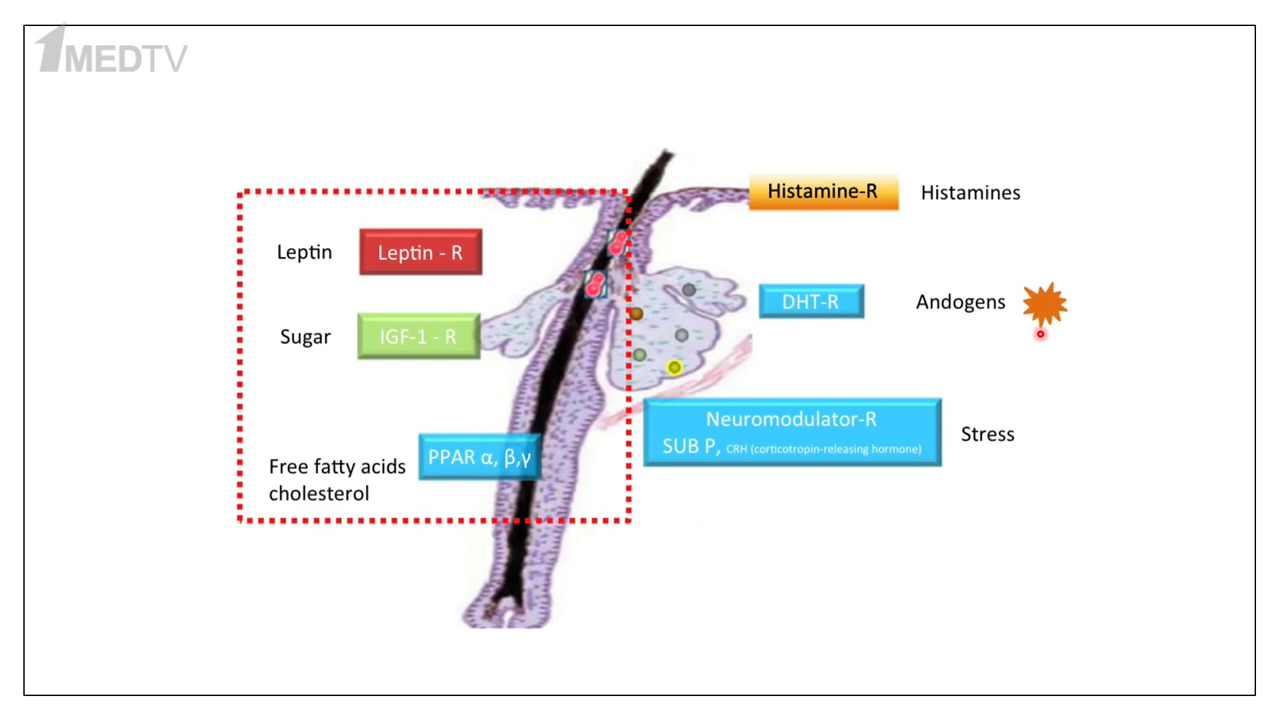 1MEDTV
Histamine-R
Histamines
Leptin
Leptin - R
DHT-R
Andogens
Sugar
IGF-1 - R
Neuromodulator-R
SUB P, CRH (corticotropin-releasing hormone)
Stress
PPAR α, β,γ
Free fatty acids
cholesterol